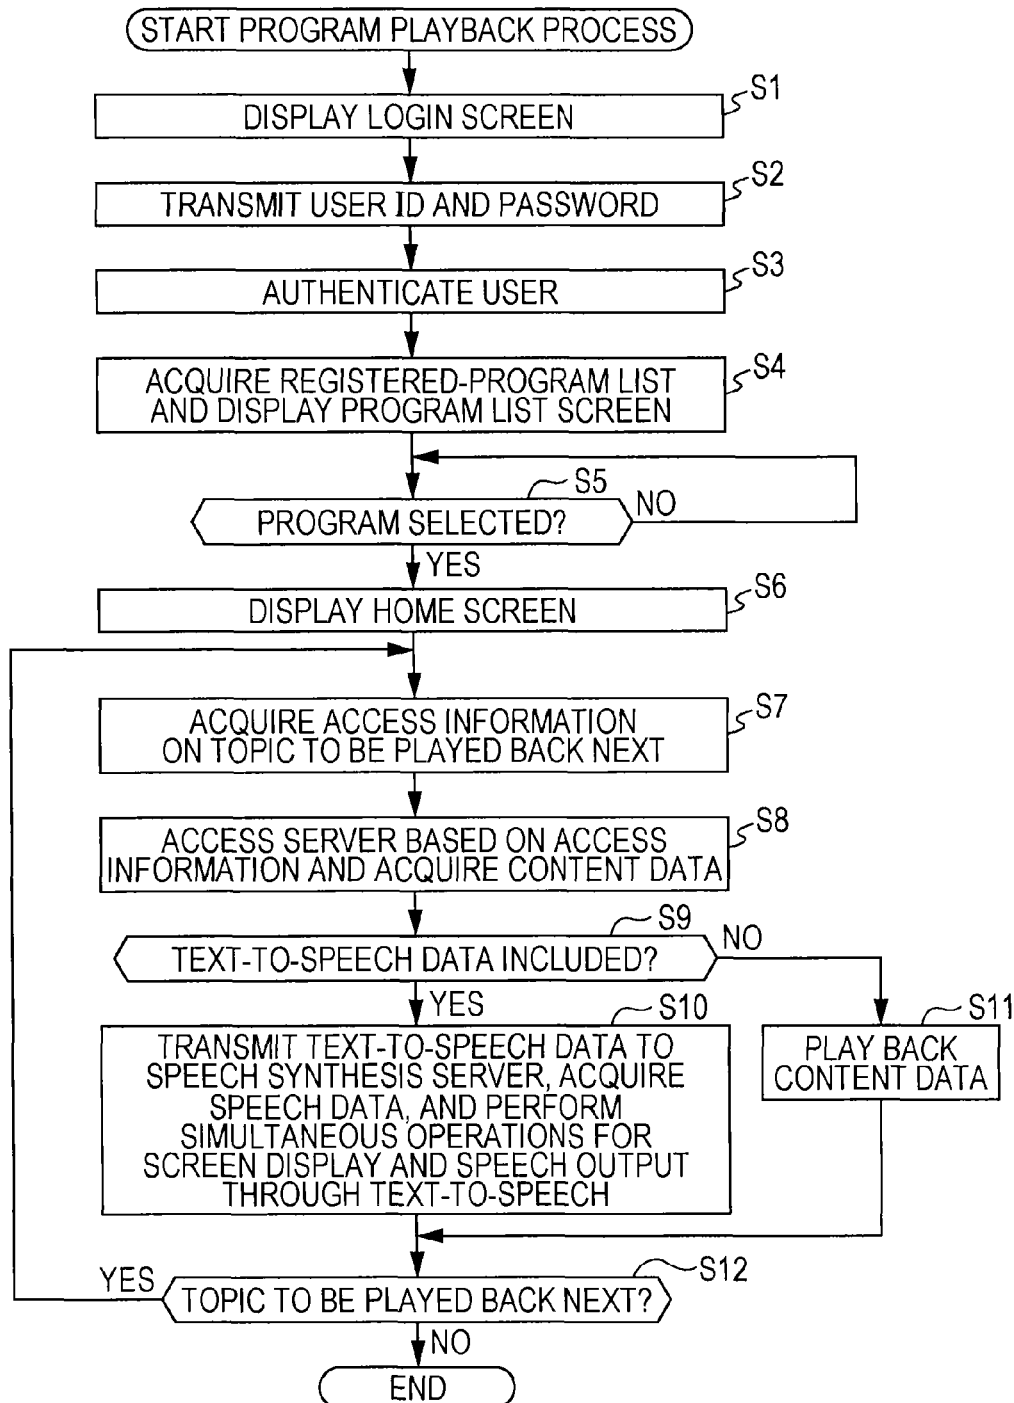 START PROGRAM PLAYBACK PROCESS
S1
DISPLAY LOGIN SCREEN
S2
TRANSMIT USER ID AND PASSWORD
S3
AUTHENTICATE USER
S4
ACQUIRE REGISTERED-PROGRAM LIST
AND DISPLAY PROGRAM LIST SCREEN
S5
PROGRAM SELECTED?
NO
YES
S6
DISPLAY HOME SCREEN
S7
ACQUIRE ACCESS INFORMATION
ON TOPIC TO BE PLAYED BACK NEXT
S8
ACCESS SERVER BASED ON ACCESS
INFORMATION AND ACQUIRE CONTENT DATA
S9
TEXT-TO-SPEECH DATA INCLUDED?
NO
YES
S10
TRANSMIT TEXT-TO-SPEECH DATA TO
SPEECH SYNTHESIS SERVER, ACQUIRE
SPEECH DATA, AND PERFORM
SIMULTANEOUS OPERATIONS FOR
SCREEN DISPLAY AND SPEECH OUTPUT
THROUGH TEXT-TO-SPEECH
S11
PLAY BACK
CONTENT DATA
S12
YES
TOPIC TO BE PLAYED BACK NEXT?
NO
END